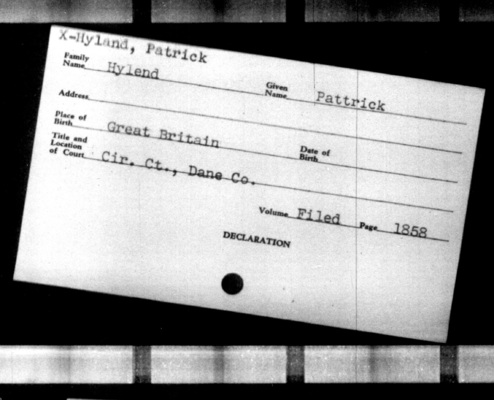 X-Hyland, Patrick
Family Name Hylend Given Name Pattrick
Address
Place of Birth Great Britain Date of Birth
Title and Location of Court Cir. Ct., Dane Co.
Volume Filed Page 1858
DECLARATION